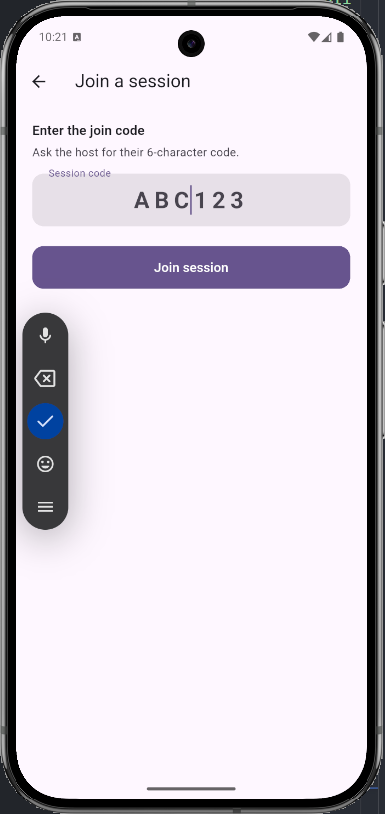 10:21
Join a session
Enter the join code
Ask the host for their 6-character code.
Session code
ABC123
Join session